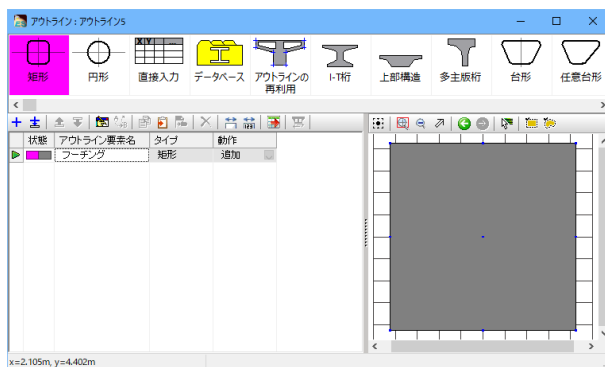 アウトライン : アウトライン5
矩形
円形
X Y ...
直接入力
データベース
アウトラインの
再利用
I-T桁
上部構造
多主版桁
台形
任意台形
状態 アウトライン要素名 タイプ 動作
フーチング 矩形 追加
x=2.105m, y=4.402m